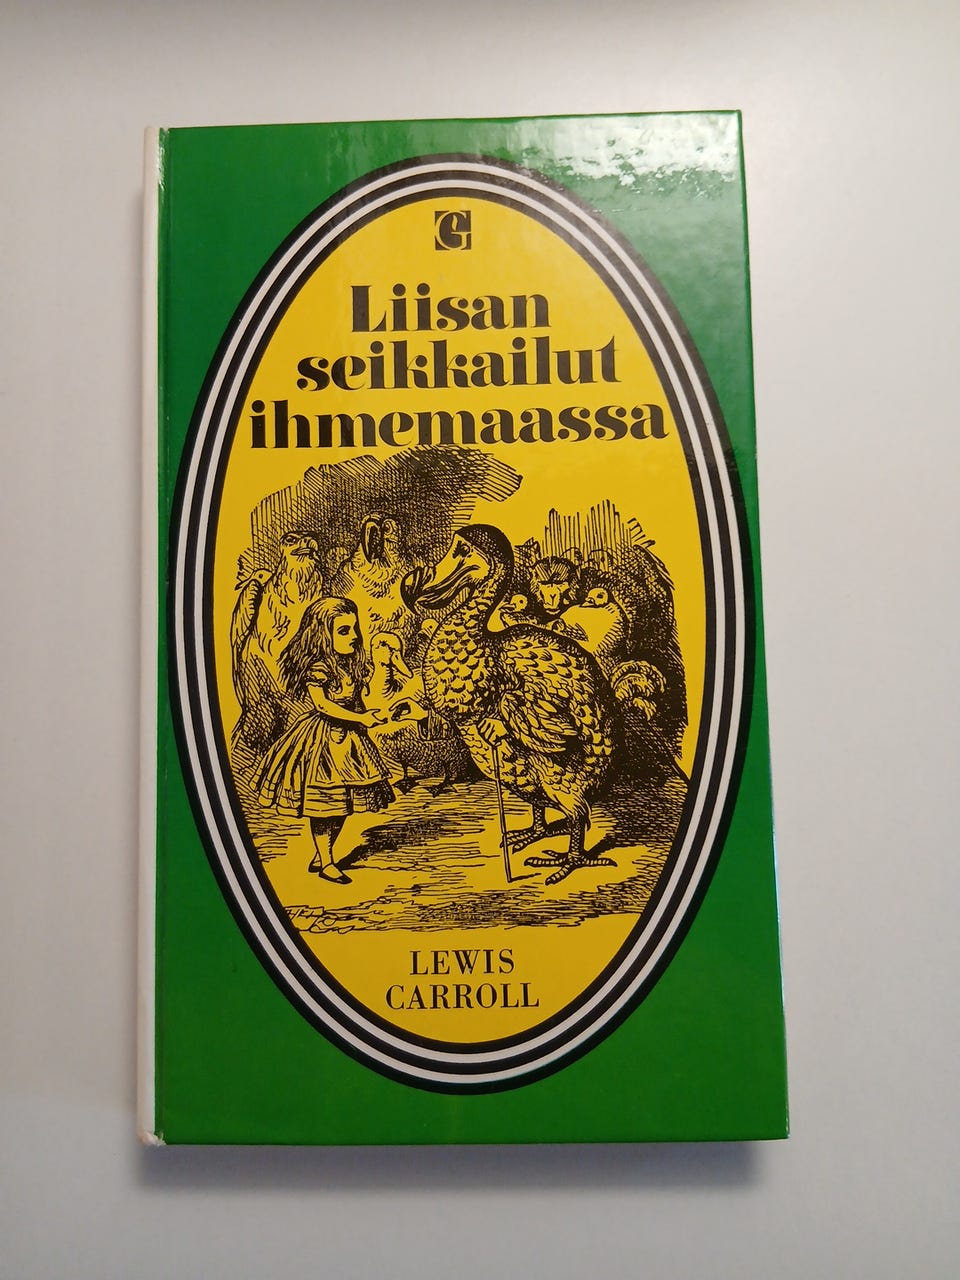 G
Liisan
seikkailut
ihmemaassa
LEWIS
CARROLL